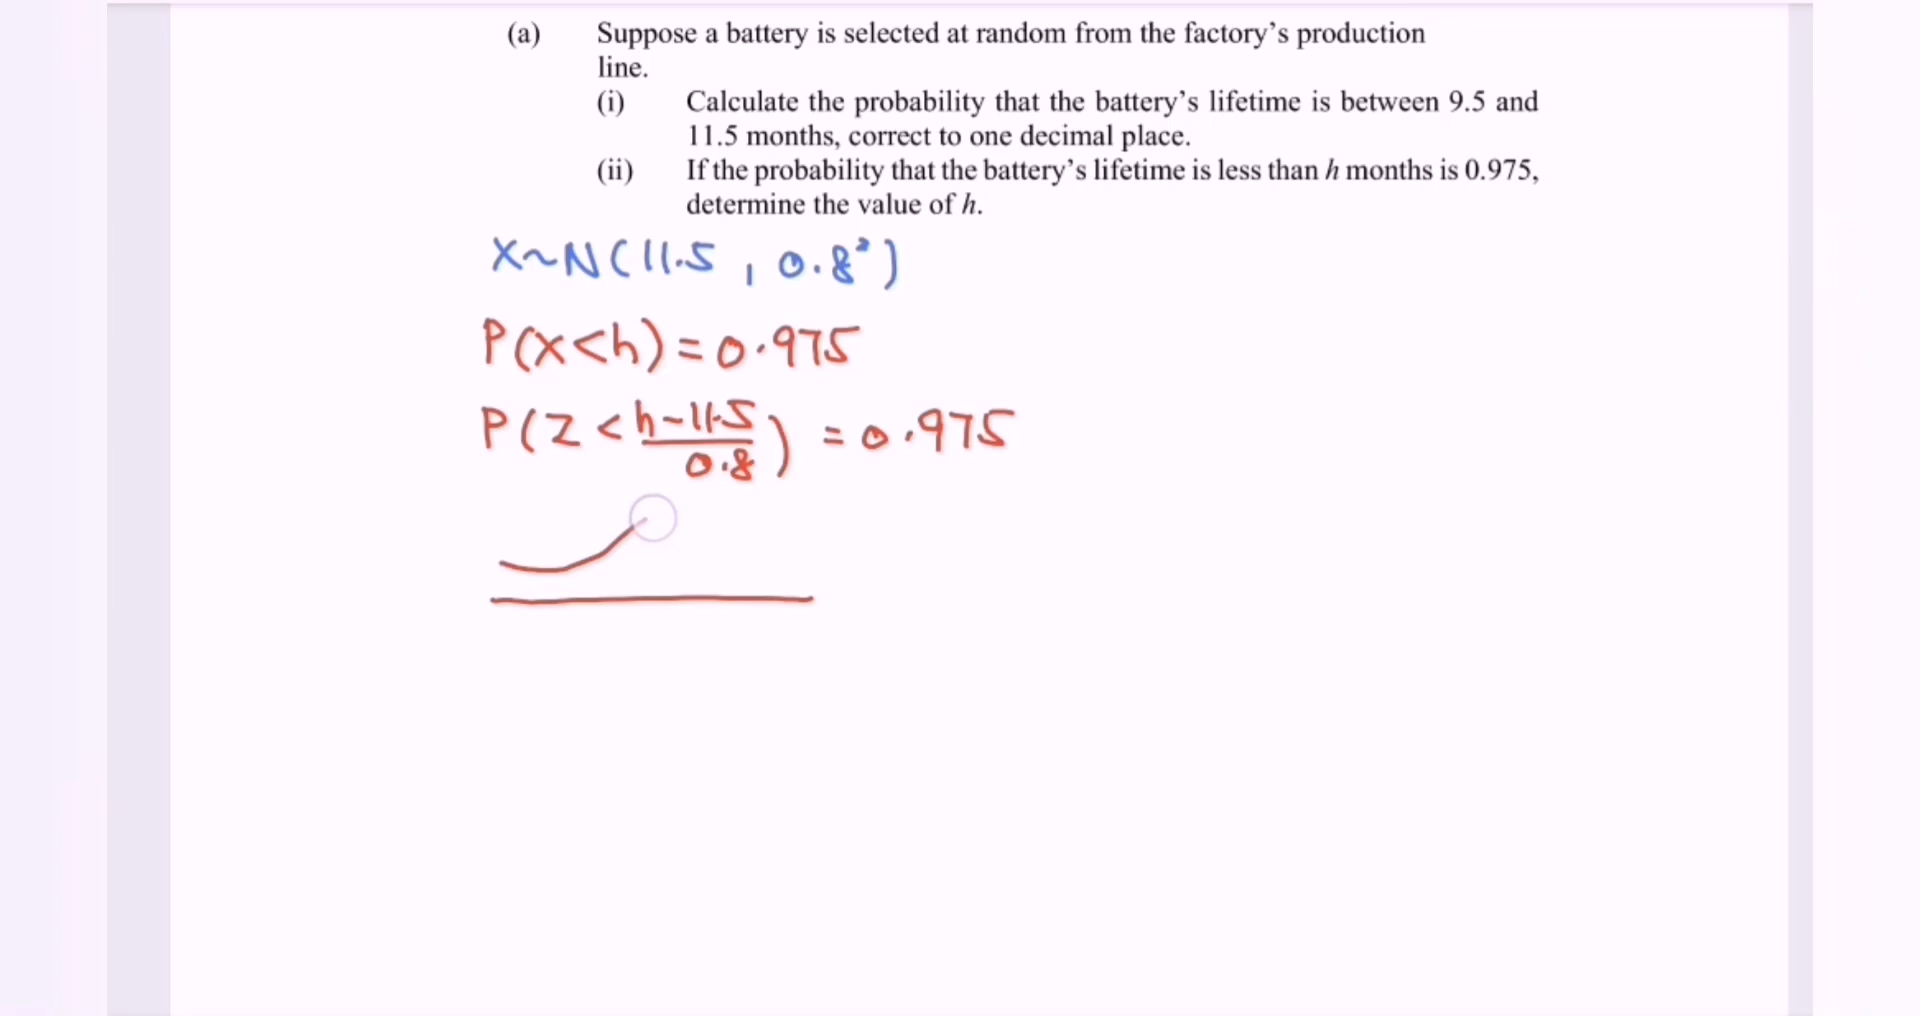 (a) Suppose a battery is selected at random from the factory’s production
line.
(i) Calculate the probability that the battery’s lifetime is between 9.5 and
11.5 months, correct to one decimal place.
(ii) If the probability that the battery’s lifetime is less than h months is 0.975,
determine the value of h.
X~N(11.5, 0.8²)
P(X<h)=0.975
P(Z<\frac{h-11.5}{0.8})=0.975